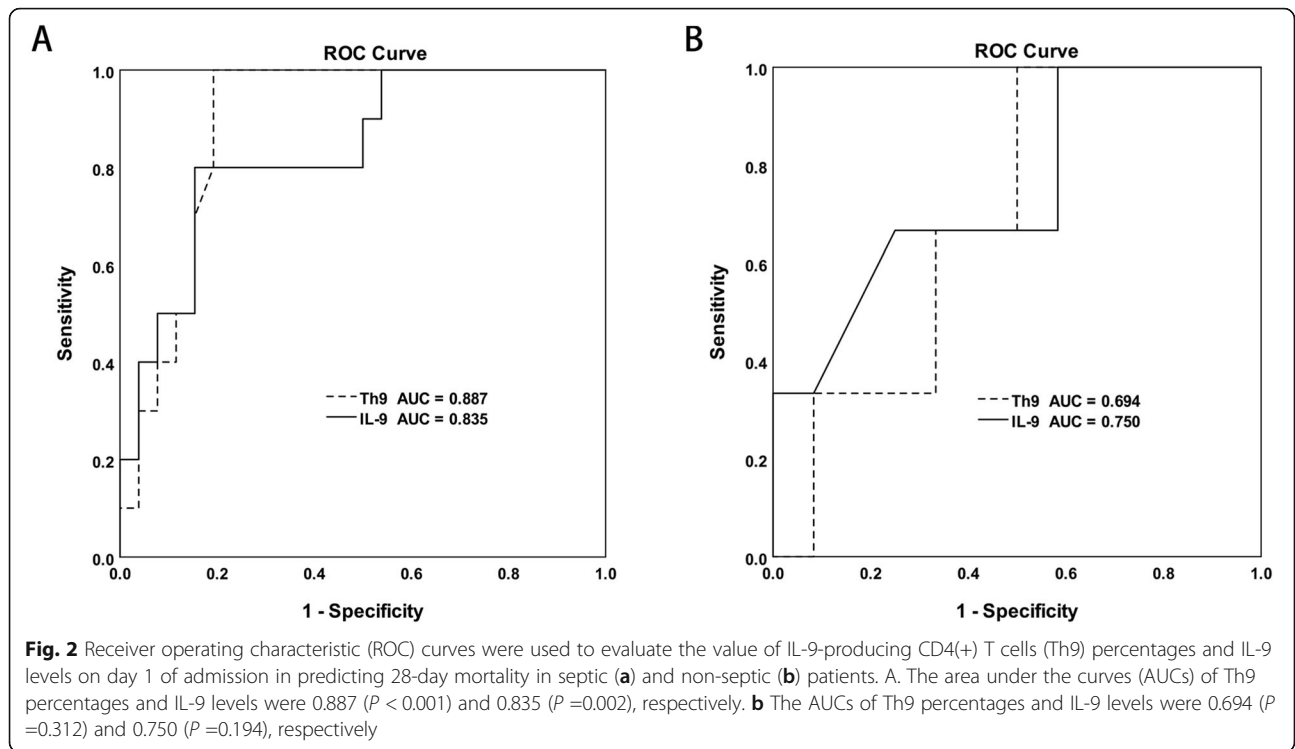 A
ROC Curve
1.0
0.8
0.6
0.4
0.2
0.0
Sensitivity
Th9 AUC = 0.887
IL-9 AUC = 0.835
0.0 0.2 0.4 0.6 0.8 1.0
1 - Specificity
B
ROC Curve
1.0
0.8
0.6
0.4
0.2
0.0
Sensitivity
Th9 AUC = 0.694
IL-9 AUC = 0.750
0.0 0.2 0.4 0.6 0.8 1.0
1 - Specificity
Fig. 2 Receiver operating characteristic (ROC) curves were used to evaluate the value of IL-9-producing CD4(+) T cells (Th9) percentages and IL-9
levels on day 1 of admission in predicting 28-day mortality in septic (a) and non-septic (b) patients. A. The area under the curves (AUCs) of Th9
percentages and IL-9 levels were 0.887 (P < 0.001) and 0.835 (P =0.002), respectively. b The AUCs of Th9 percentages and IL-9 levels were 0.694 (P
=0.312) and 0.750 (P =0.194), respectively